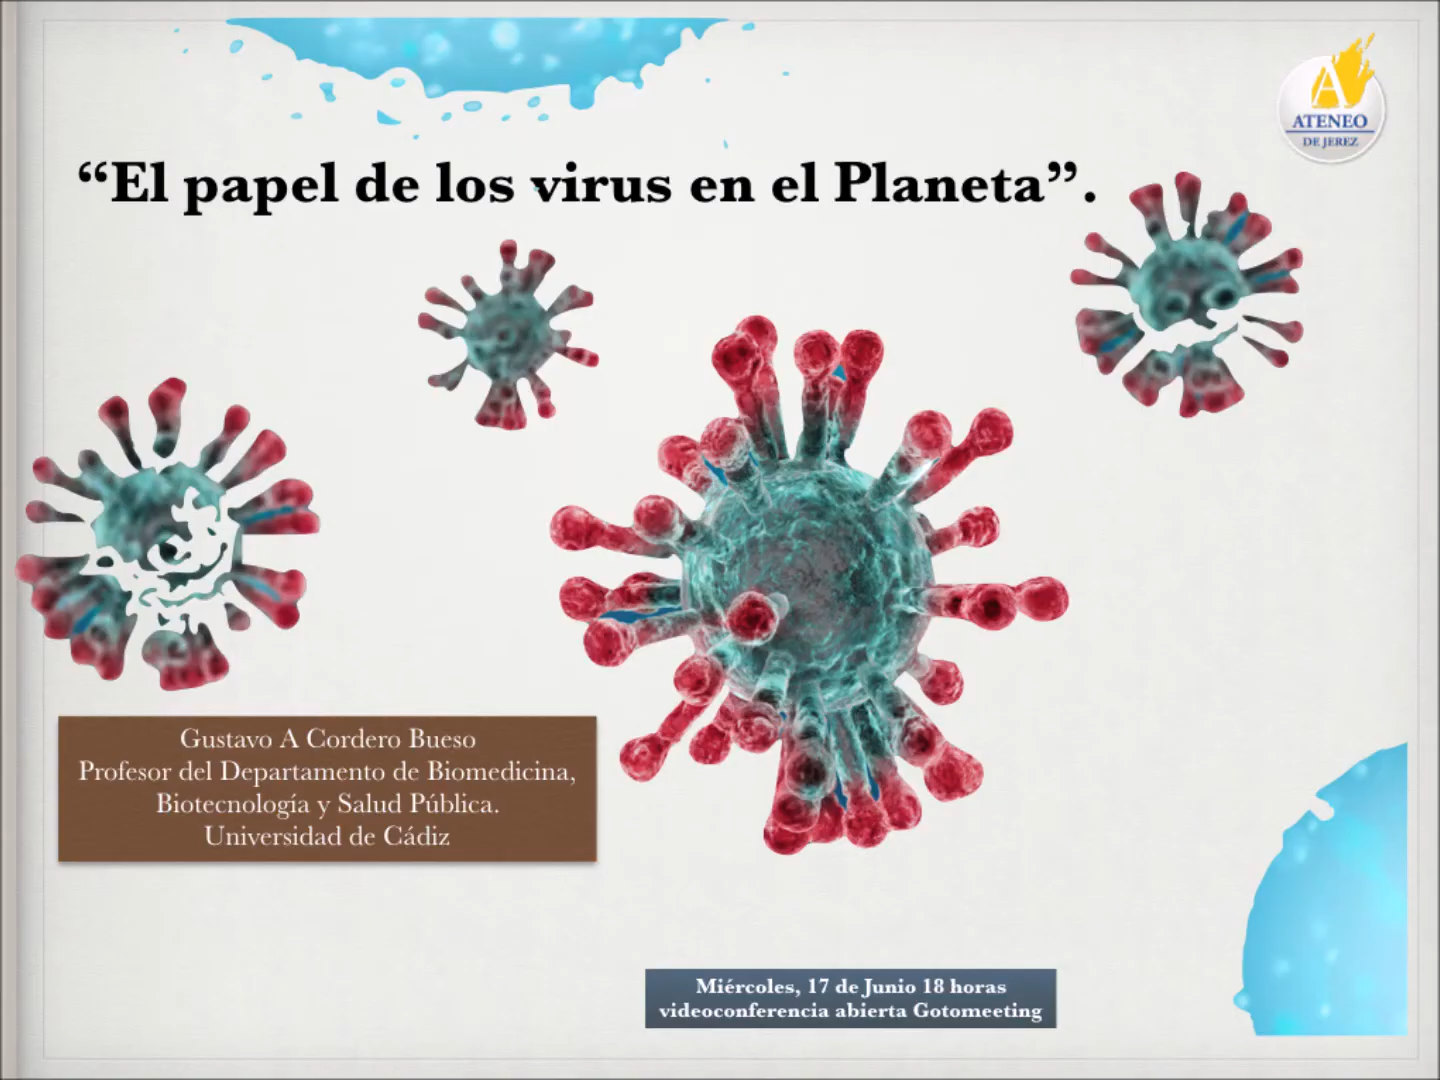 A
ATENEO
DE JEREZ
“El papel de los virus en el Planeta”.
Gustavo A Cordero Bueso
Profesor del Departamento de Biomedicina,
Biotecnología y Salud Pública.
Universidad de Cádiz
Miércoles, 17 de Junio 18 horas
videoconferencia abierta Gotomeeting